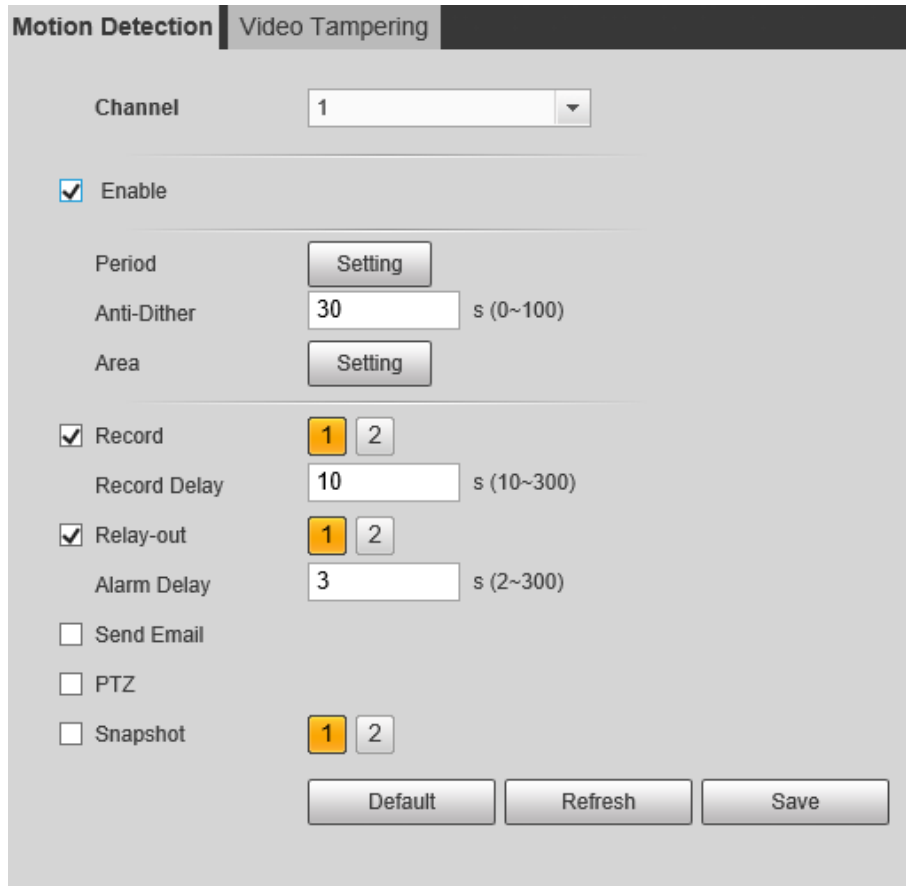 Motion Detection Video Tampering
Channel 1
Enable
Period Setting
Anti-Dither 30 s (0~100)
Area Setting
Record 1 2
Record Delay 10 s (10~300)
Relay-out 1 2
Alarm Delay 3 s (2~300)
Send Email
PTZ
Snapshot 1 2
Default Refresh Save